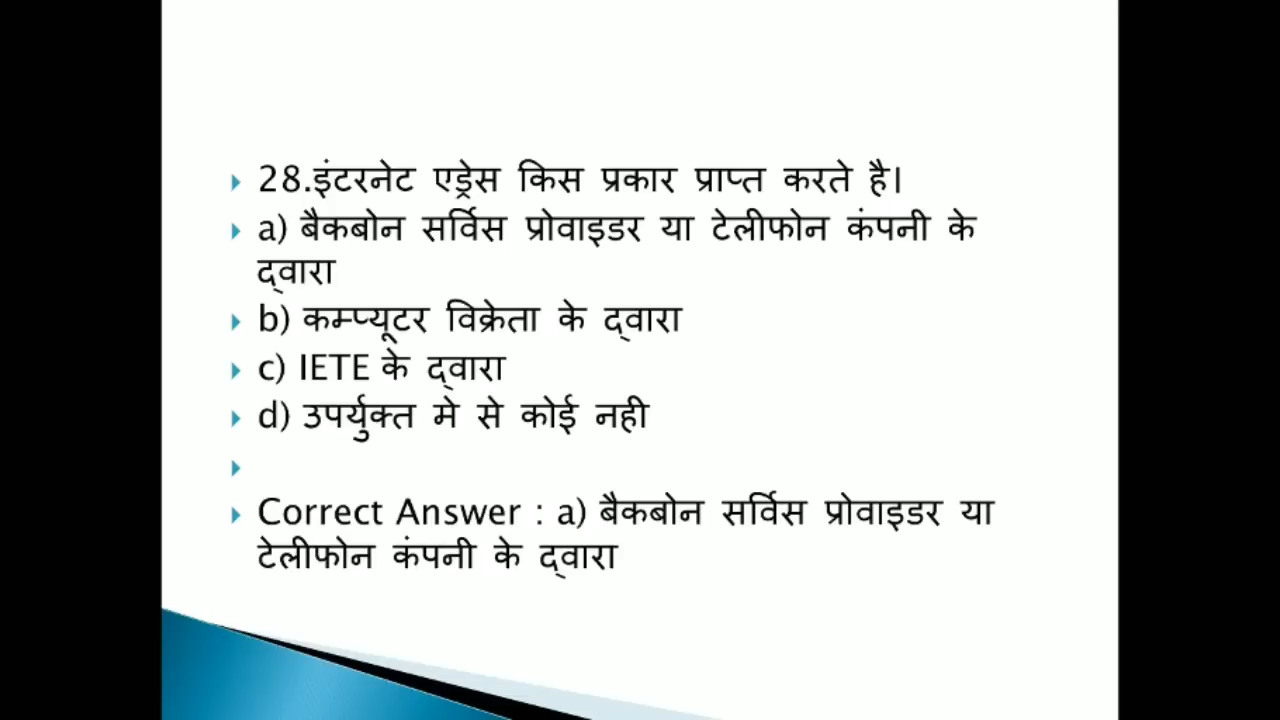 28.इंटरनेट एड्रेस किस प्रकार प्राप्त करते है।
a) बैकबोन सर्विस प्रोवाइडर या टेलीफोन कंपनी के
द्वारा
b) कम्प्यूटर विक्रेता के द्वारा
c) IETE के द्वारा
d) उपर्युक्त मे से कोई नही
Correct Answer : a) बैकबोन सर्विस प्रोवाइडर या
टेलीफोन कंपनी के द्वारा